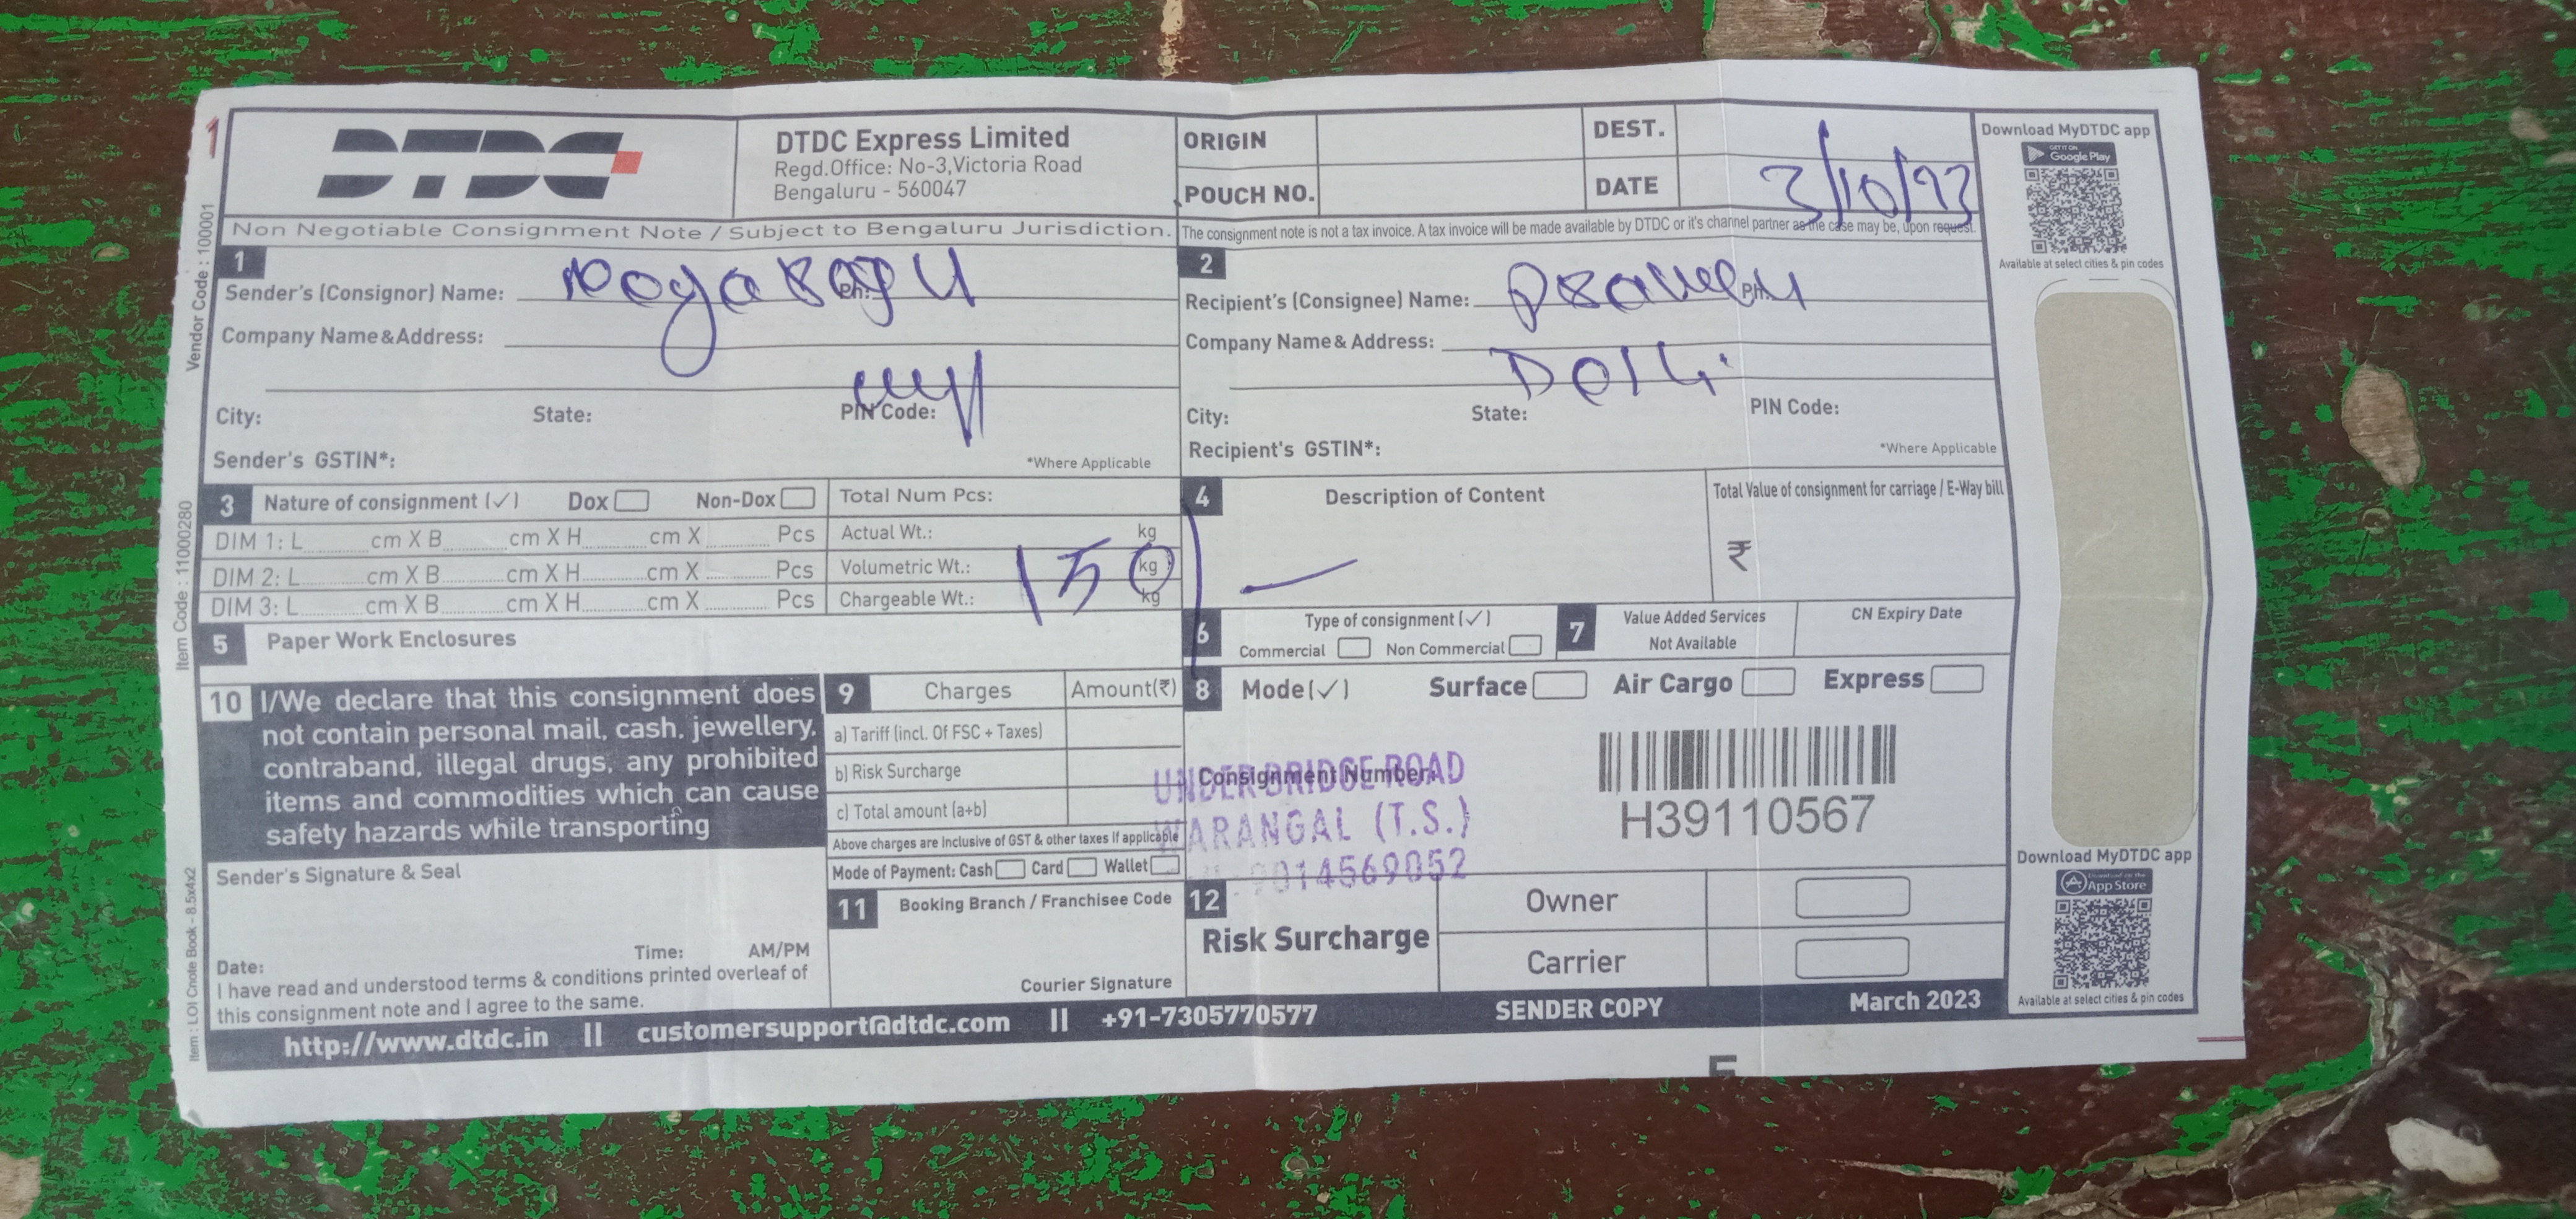 1
DTDC
DTDC Express Limited
Regd.Office: No-3,Victoria Road
Bengaluru - 560047
ORIGIN
DEST.
POUCH NO.
DATE 3/10/23
Download MyDTDC app
GET IT ON
Google Play
Available at select cities & pin codes
Non Negotiable Consignment Note / Subject to Bengaluru Jurisdiction.
The consignment note is not a tax invoice. A tax invoice will be made available by DTDC or it's channel partner as the case may be, upon request.
Vendor Code : 100001
1
Sender's (Consignor) Name: Ph:
Company Name & Address:
City: State: PIN Code:
Sender's GSTIN*:
*Where Applicable
2
Recipient's (Consignee) Name: Ph:
Company Name & Address:
Delhi
City: State: PIN Code:
Recipient's GSTIN*:
*Where Applicable
Item Code : 11000280
3 Nature of consignment (✓) Dox Non-Dox
DIM 1: L cm X B cm X H cm X Pcs
DIM 2: L cm X B cm X H cm X Pcs
DIM 3: L cm X B cm X H cm X Pcs
Total Num Pcs:
Actual Wt.: kg
Volumetric Wt.: kg
Chargeable Wt.: kg
150/-
4 Description of Content
Total Value of consignment for carriage / E-Way bill
₹
5 Paper Work Enclosures
6 Type of consignment (✓)
Commercial Non Commercial
7 Value Added Services
Not Available
CN Expiry Date
10 I/We declare that this consignment does
not contain personal mail, cash, jewellery,
contraband, illegal drugs, any prohibited
items and commodities which can cause
safety hazards while transporting
9 Charges Amount(₹)
a) Tariff (incl. Of FSC + Taxes)
b) Risk Surcharge
c) Total amount (a+b)
Above charges are inclusive of GST & other taxes if applicable
Mode of Payment: Cash Card Wallet
8 Mode(✓) Surface Air Cargo Express
Consignment Number:
H39110567
UNDER BRIDGE ROAD
WARANGAL (T.S.)
9014569052
Item : LOI Cnote Book - 8.5x4x2
Sender's Signature & Seal
Time: AM/PM
Date:
I have read and understood terms & conditions printed overleaf of
this consignment note and I agree to the same.
11 Booking Branch / Franchisee Code
Courier Signature
12
Risk Surcharge
Owner
Carrier
Download MyDTDC app
Download on the
App Store
Available at select cities & pin codes
http://www.dtdc.in || customersupport@dtdc.com || +91-7305770577
SENDER COPY
March 2023